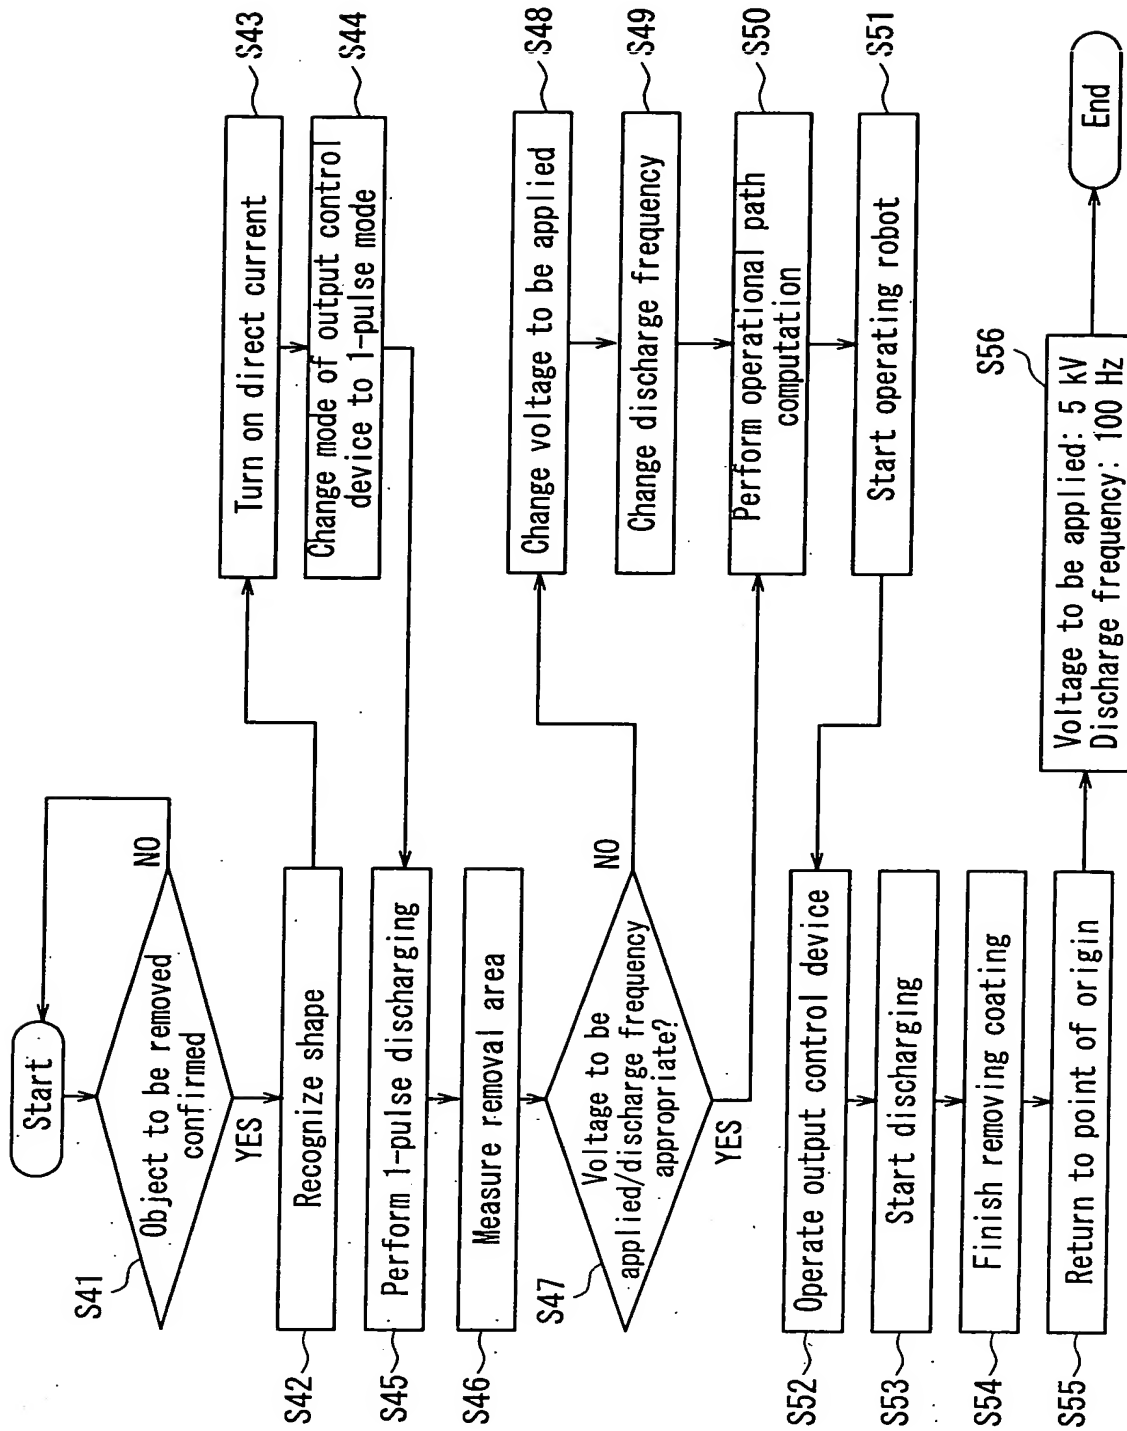 Start
S41
Object to be removed
confirmed
NO
YES
S42
Recognize shape
S43
Turn on direct current
S44
Change mode of output control
device to 1-pulse mode
S45
Perform 1-pulse discharging
S46
Measure removal area
S47
Voltage to be
applied/discharge frequency
appropriate?
NO
YES
S48
Change voltage to be applied
S49
Change discharge frequency
S50
Perform operational path
computation
S51
Start operating robot
S52
Operate output control device
S53
Start discharging
S54
Finish removing coating
S55
Return to point of origin
S56
Voltage to be applied: 5 kV
Discharge frequency: 100 Hz
End